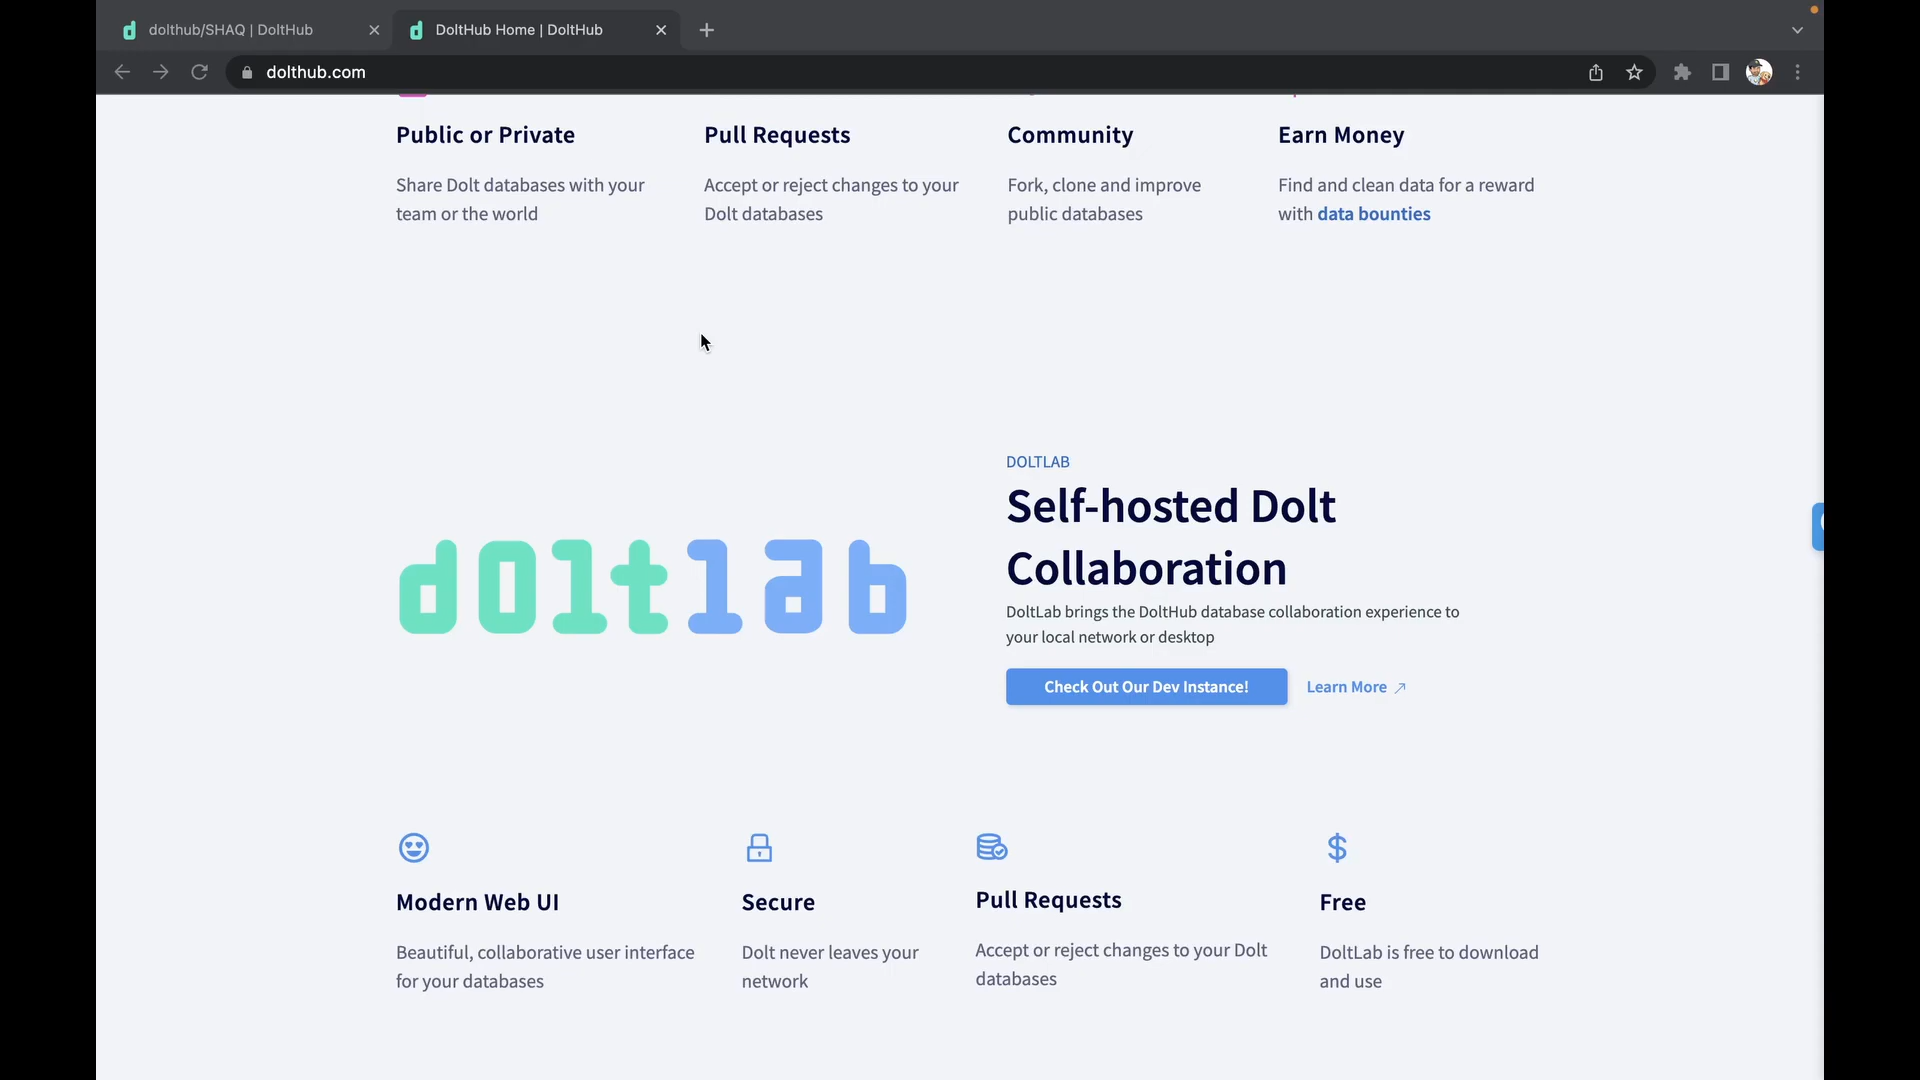 dolthub/SHAQ | DoltHub
DoltHub Home | DoltHub
dolthub.com
Public or Private
Share Dolt databases with your
team or the world
Pull Requests
Accept or reject changes to your
Dolt databases
Community
Fork, clone and improve
public databases
Earn Money
Find and clean data for a reward
with data bounties
doltlab
DOLTLAB
Self-hosted Dolt
Collaboration
DoltLab brings the DoltHub database collaboration experience to
your local network or desktop
Check Out Our Dev Instance!
Learn More
Modern Web UI
Beautiful, collaborative user interface
for your databases
Secure
Dolt never leaves your
network
Pull Requests
Accept or reject changes to your Dolt
databases
Free
DoltLab is free to download
and use